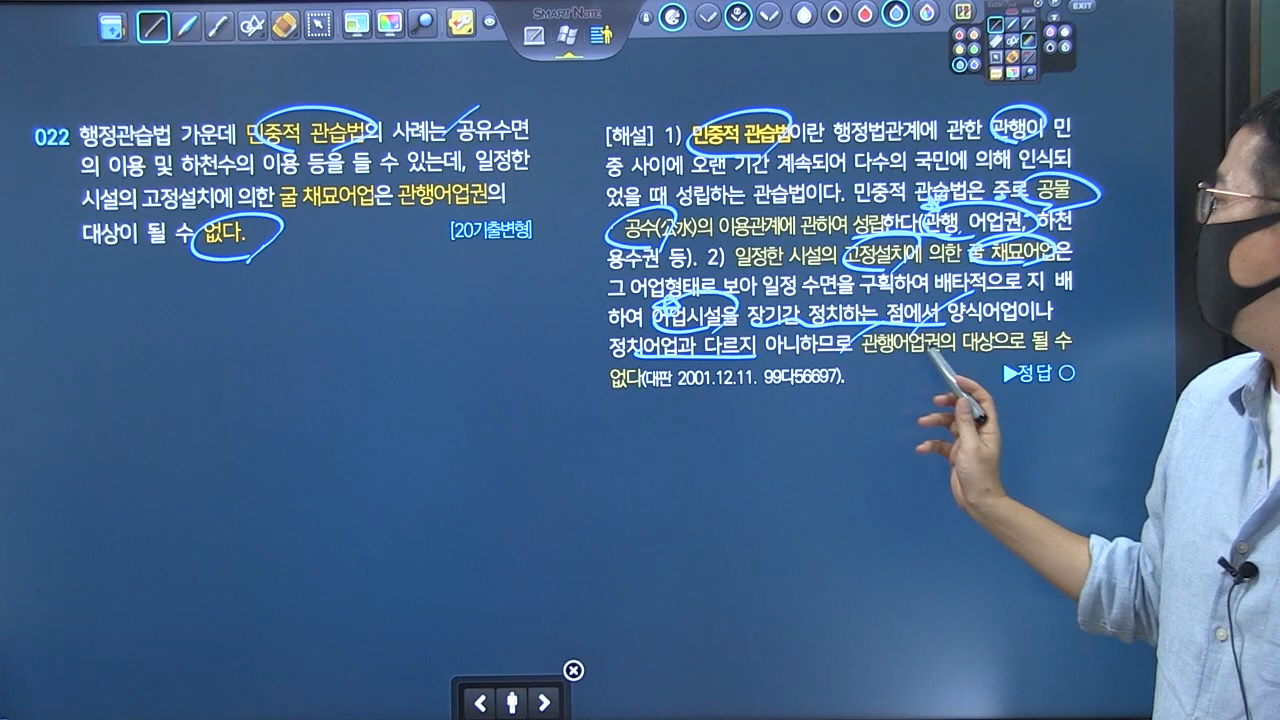 SMART NOTE
EXIT
022 행정관습법 가운데 민중적 관습법의 사례는 공유수면
의 이용 및 하천수의 이용 등을 들 수 있는데, 일정한
시설의 고정설치에 의한 굴 채묘어업은 관행어업권의
대상이 될 수 없다. [20기출변형]
[해설] 1) 민중적 관습법이란 행정법관계에 관한 관행이 민
중 사이에 오랜 기간 계속되어 다수의 국민에 의해 인식되
었을 때 성립하는 관습법이다. 민중적 관습법은 중로 공물
공수(公水)의 이용관계에 관하여 성립한다(관행 어업권, 하천
용수권 등). 2) 일정한 시설의 고정설치에 의한 굴 채묘어업은
그 어업형태로 보아 일정 수면을 구획하여 배타적으로 지 배
하여 어업시설을 장기간 정치하는 점에서 양식어업이나
정치어업과 다르지 아니하므로 관행어업권의 대상으로 될 수
없다(대판 2001.12.11. 99다56697).
▶정답 ○